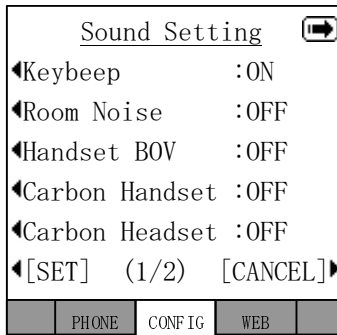 Sound Setting
Keybeep :ON
Room Noise :OFF
Handset BOV :OFF
Carbon Handset :OFF
Carbon Headset :OFF
[SET] (1/2) [CANCEL]
PHONE CONFIG WEB